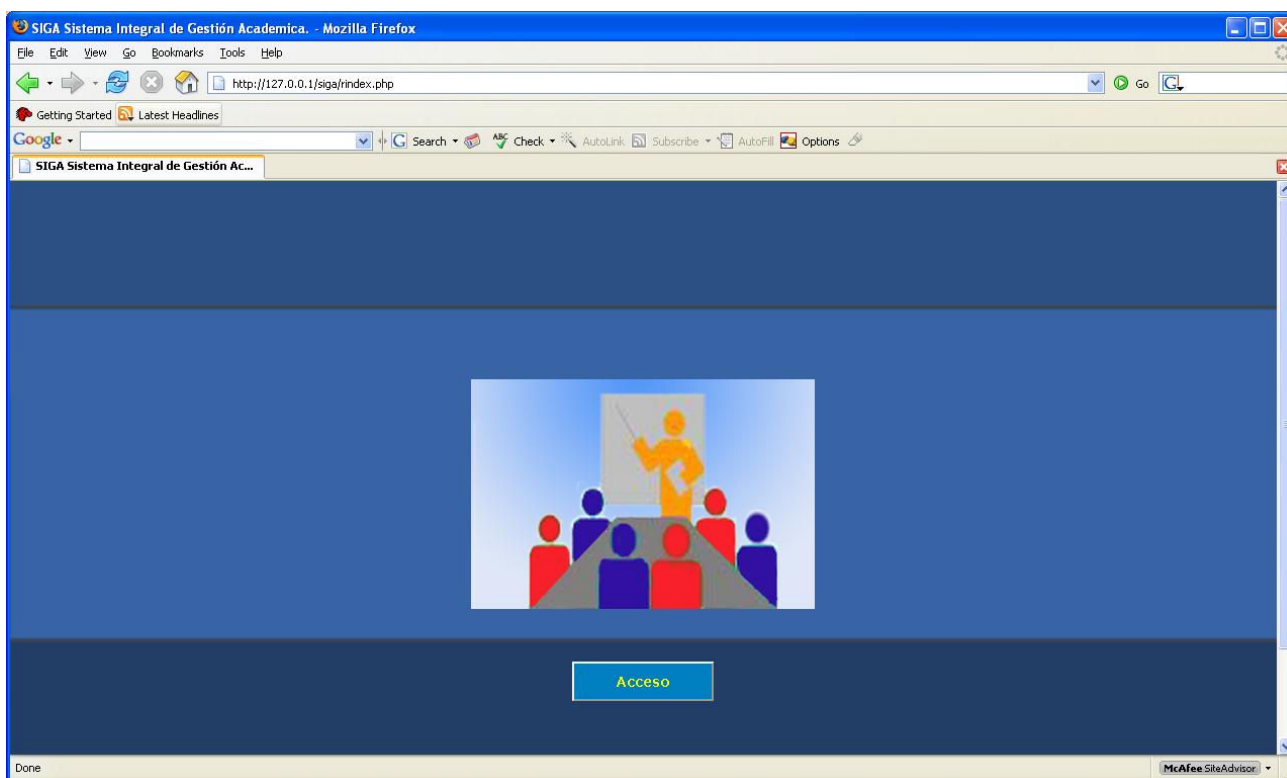 SIGA Sistema Integral de Gestión Academica. - Mozilla Firefox
File Edit View Go Bookmarks Tools Help
http://127.0.0.1/siga/rindex.php Go G
Getting Started Latest Headlines
Google G Search ABC Check AutoLink Subscribe AutoFill Options
SIGA Sistema Integral de Gestión Ac...
Acceso
Done McAfee SiteAdvisor